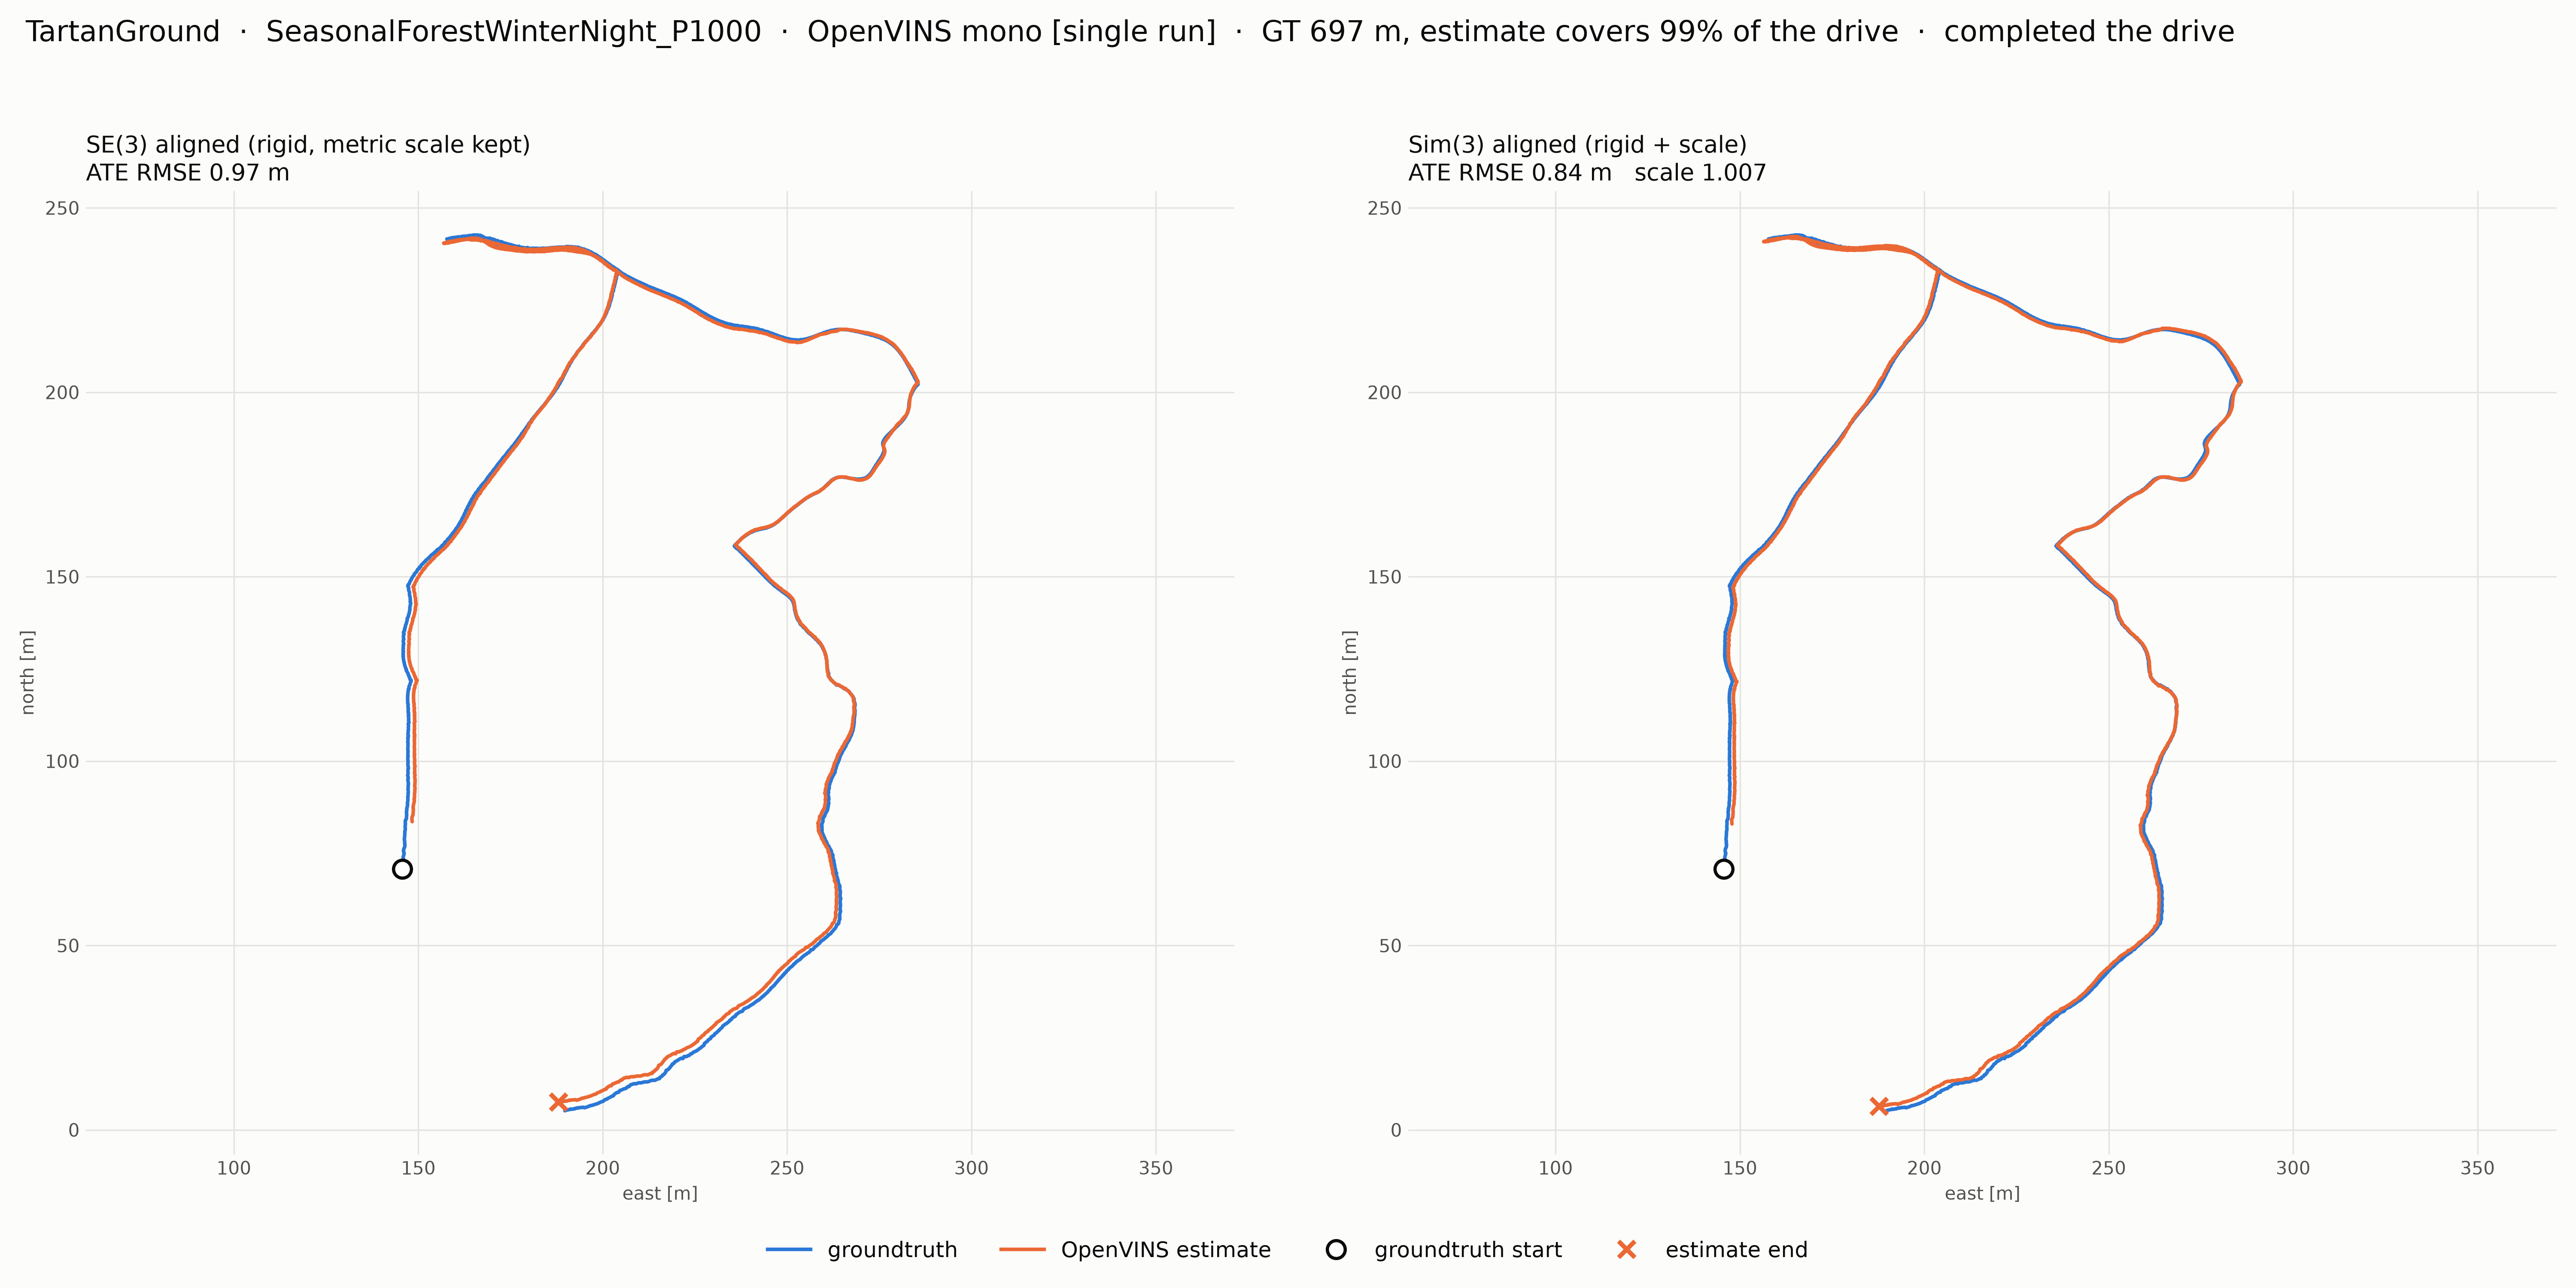 TartanGround · SeasonalForestWinterNight_P1000 · OpenVINS mono [single run] · GT 697 m, estimate covers 99% of the drive · completed the drive
SE(3) aligned (rigid, metric scale kept)
ATE RMSE 0.97 m
250
200
150
100
50
0
north [m]
100
150
200
250
300
350
east [m]
Sim(3) aligned (rigid + scale)
ATE RMSE 0.84 m   scale 1.007
250
200
150
100
50
0
north [m]
100
150
200
250
300
350
east [m]
groundtruth
OpenVINS estimate
groundtruth start
estimate end